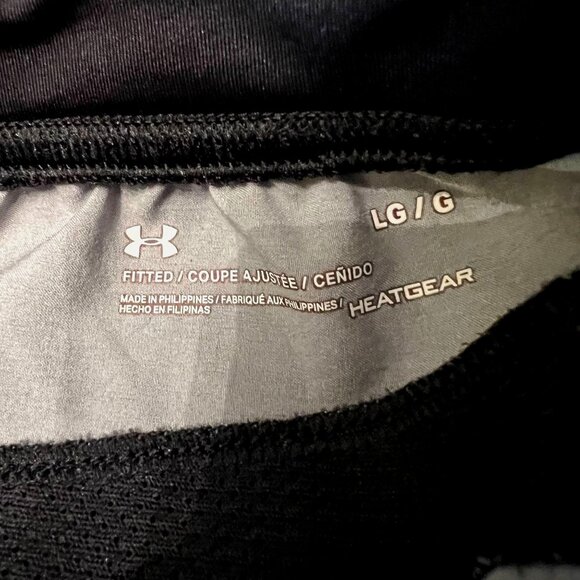 LG / G
FITTED / COUPE AJUSTÉE / CEÑIDO
MADE IN PHILIPPINES / FABRIQUÉ AUX PHILIPPINES /
HECHO EN FILIPINAS
HEATGEAR